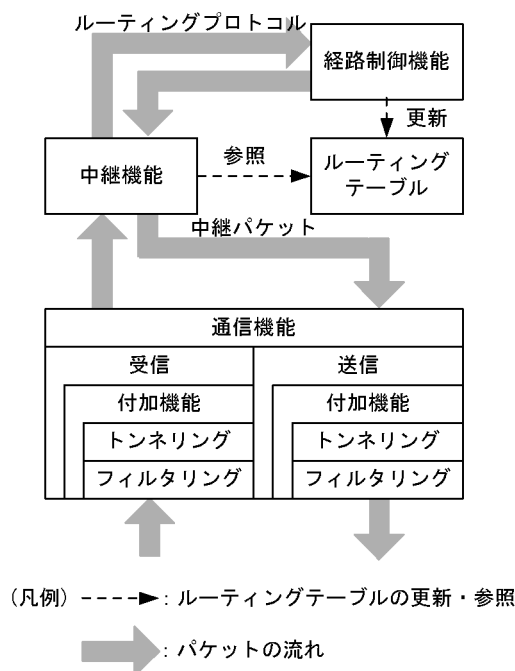 ルーティングプロトコル
経路制御機能
更新
中継機能
参照
ルーティング
テーブル
中継パケット
通信機能
受信
送信
付加機能
付加機能
トンネリング
トンネリング
フィルタリング
フィルタリング
(凡例) : ルーティングテーブルの更新・参照
: パケットの流れ